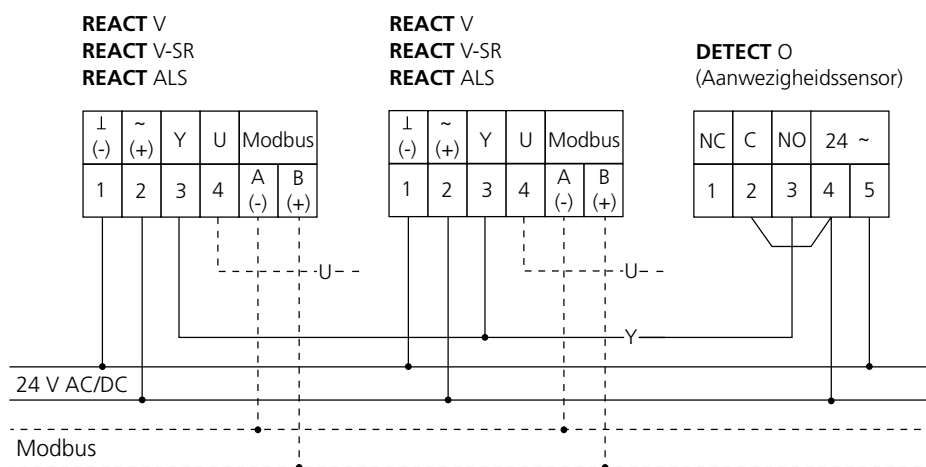 REACT V
REACT V-SR
REACT ALS
⊥ (-) ~ (+) Y U Modbus
1 2 3 4 A (-) B (+)
U
REACT V
REACT V-SR
REACT ALS
⊥ (-) ~ (+) Y U Modbus
1 2 3 4 A (-) B (+)
U
DETECT O
(Aanwezigheidssensor)
NC C NO 24 ~
1 2 3 4 5
Y
24 V AC/DC
Modbus